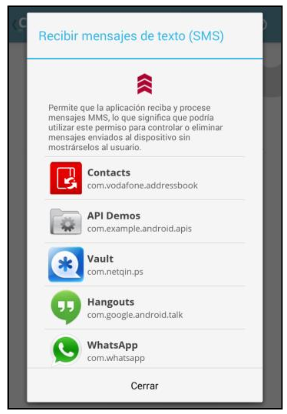 Recibir mensajes de texto (SMS)
Permite que la aplicación reciba y procese
mensajes MMS, lo que significa que podría
utilizar este permiso para controlar o eliminar
mensajes enviados al dispositivo sin
mostrárselos al usuario.
Contacts
com.vodafone.addressbook
API Demos
com.example.android.apis
Vault
com.netqin.ps
Hangouts
com.google.android.talk
WhatsApp
com.whatsapp
Cerrar